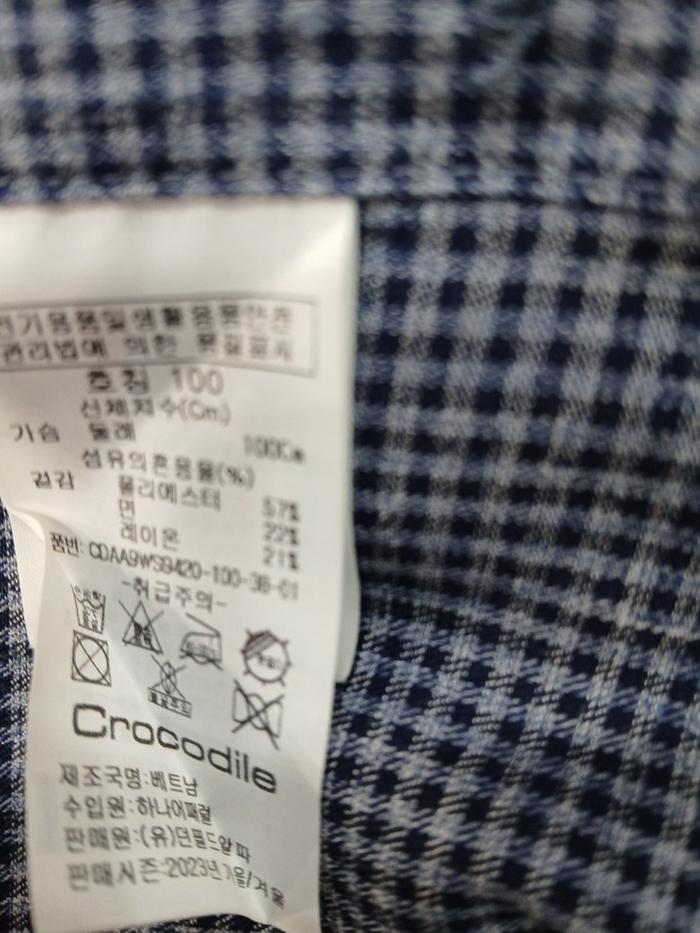 전기용품및생활용품안전
관리법에 의한 품질표시
호칭 100
신체치수(Cm)
가슴 둘레 100Cm
섬유의혼용율(%)
겉감 폴리에스터 57%
면 22%
레이온 21%
품번: CDAA9WS9420-100-36-01
-취급주의-
Crocodile
제조국명:베트남
수입원:하나어패럴
판매원:(유)던필드알파
판매시즌:2023년가을/겨울